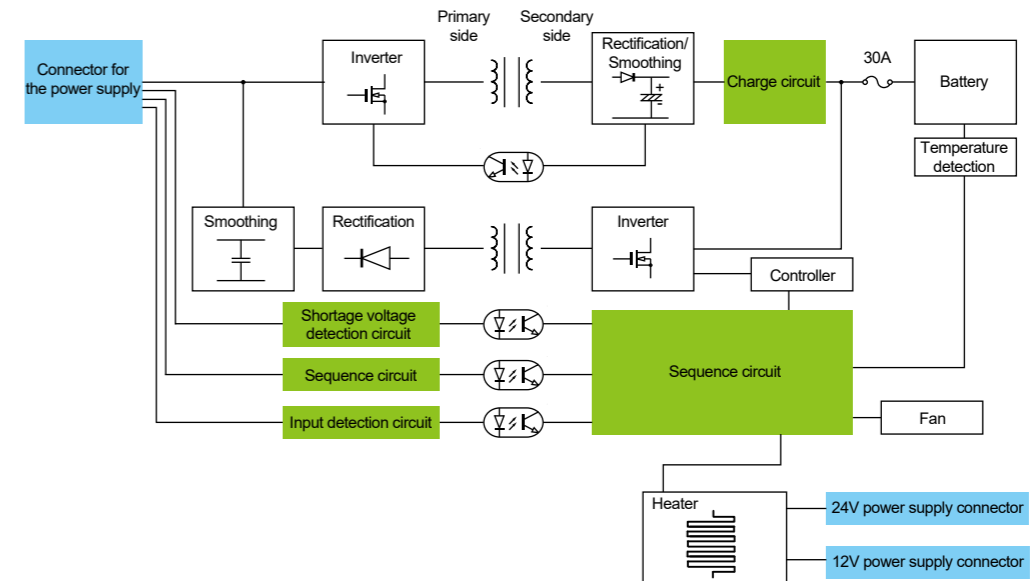 Primary
side
Secondary
side
Connector for
the power supply
Inverter
Rectification/
Smoothing
+
-
Charge circuit
30A
Battery
Temperature
detection
Smoothing
Rectification
Inverter
Controller
Shortage voltage
detection circuit
Sequence circuit
Sequence circuit
Input detection circuit
Fan
Heater
24V power supply connector
12V power supply connector